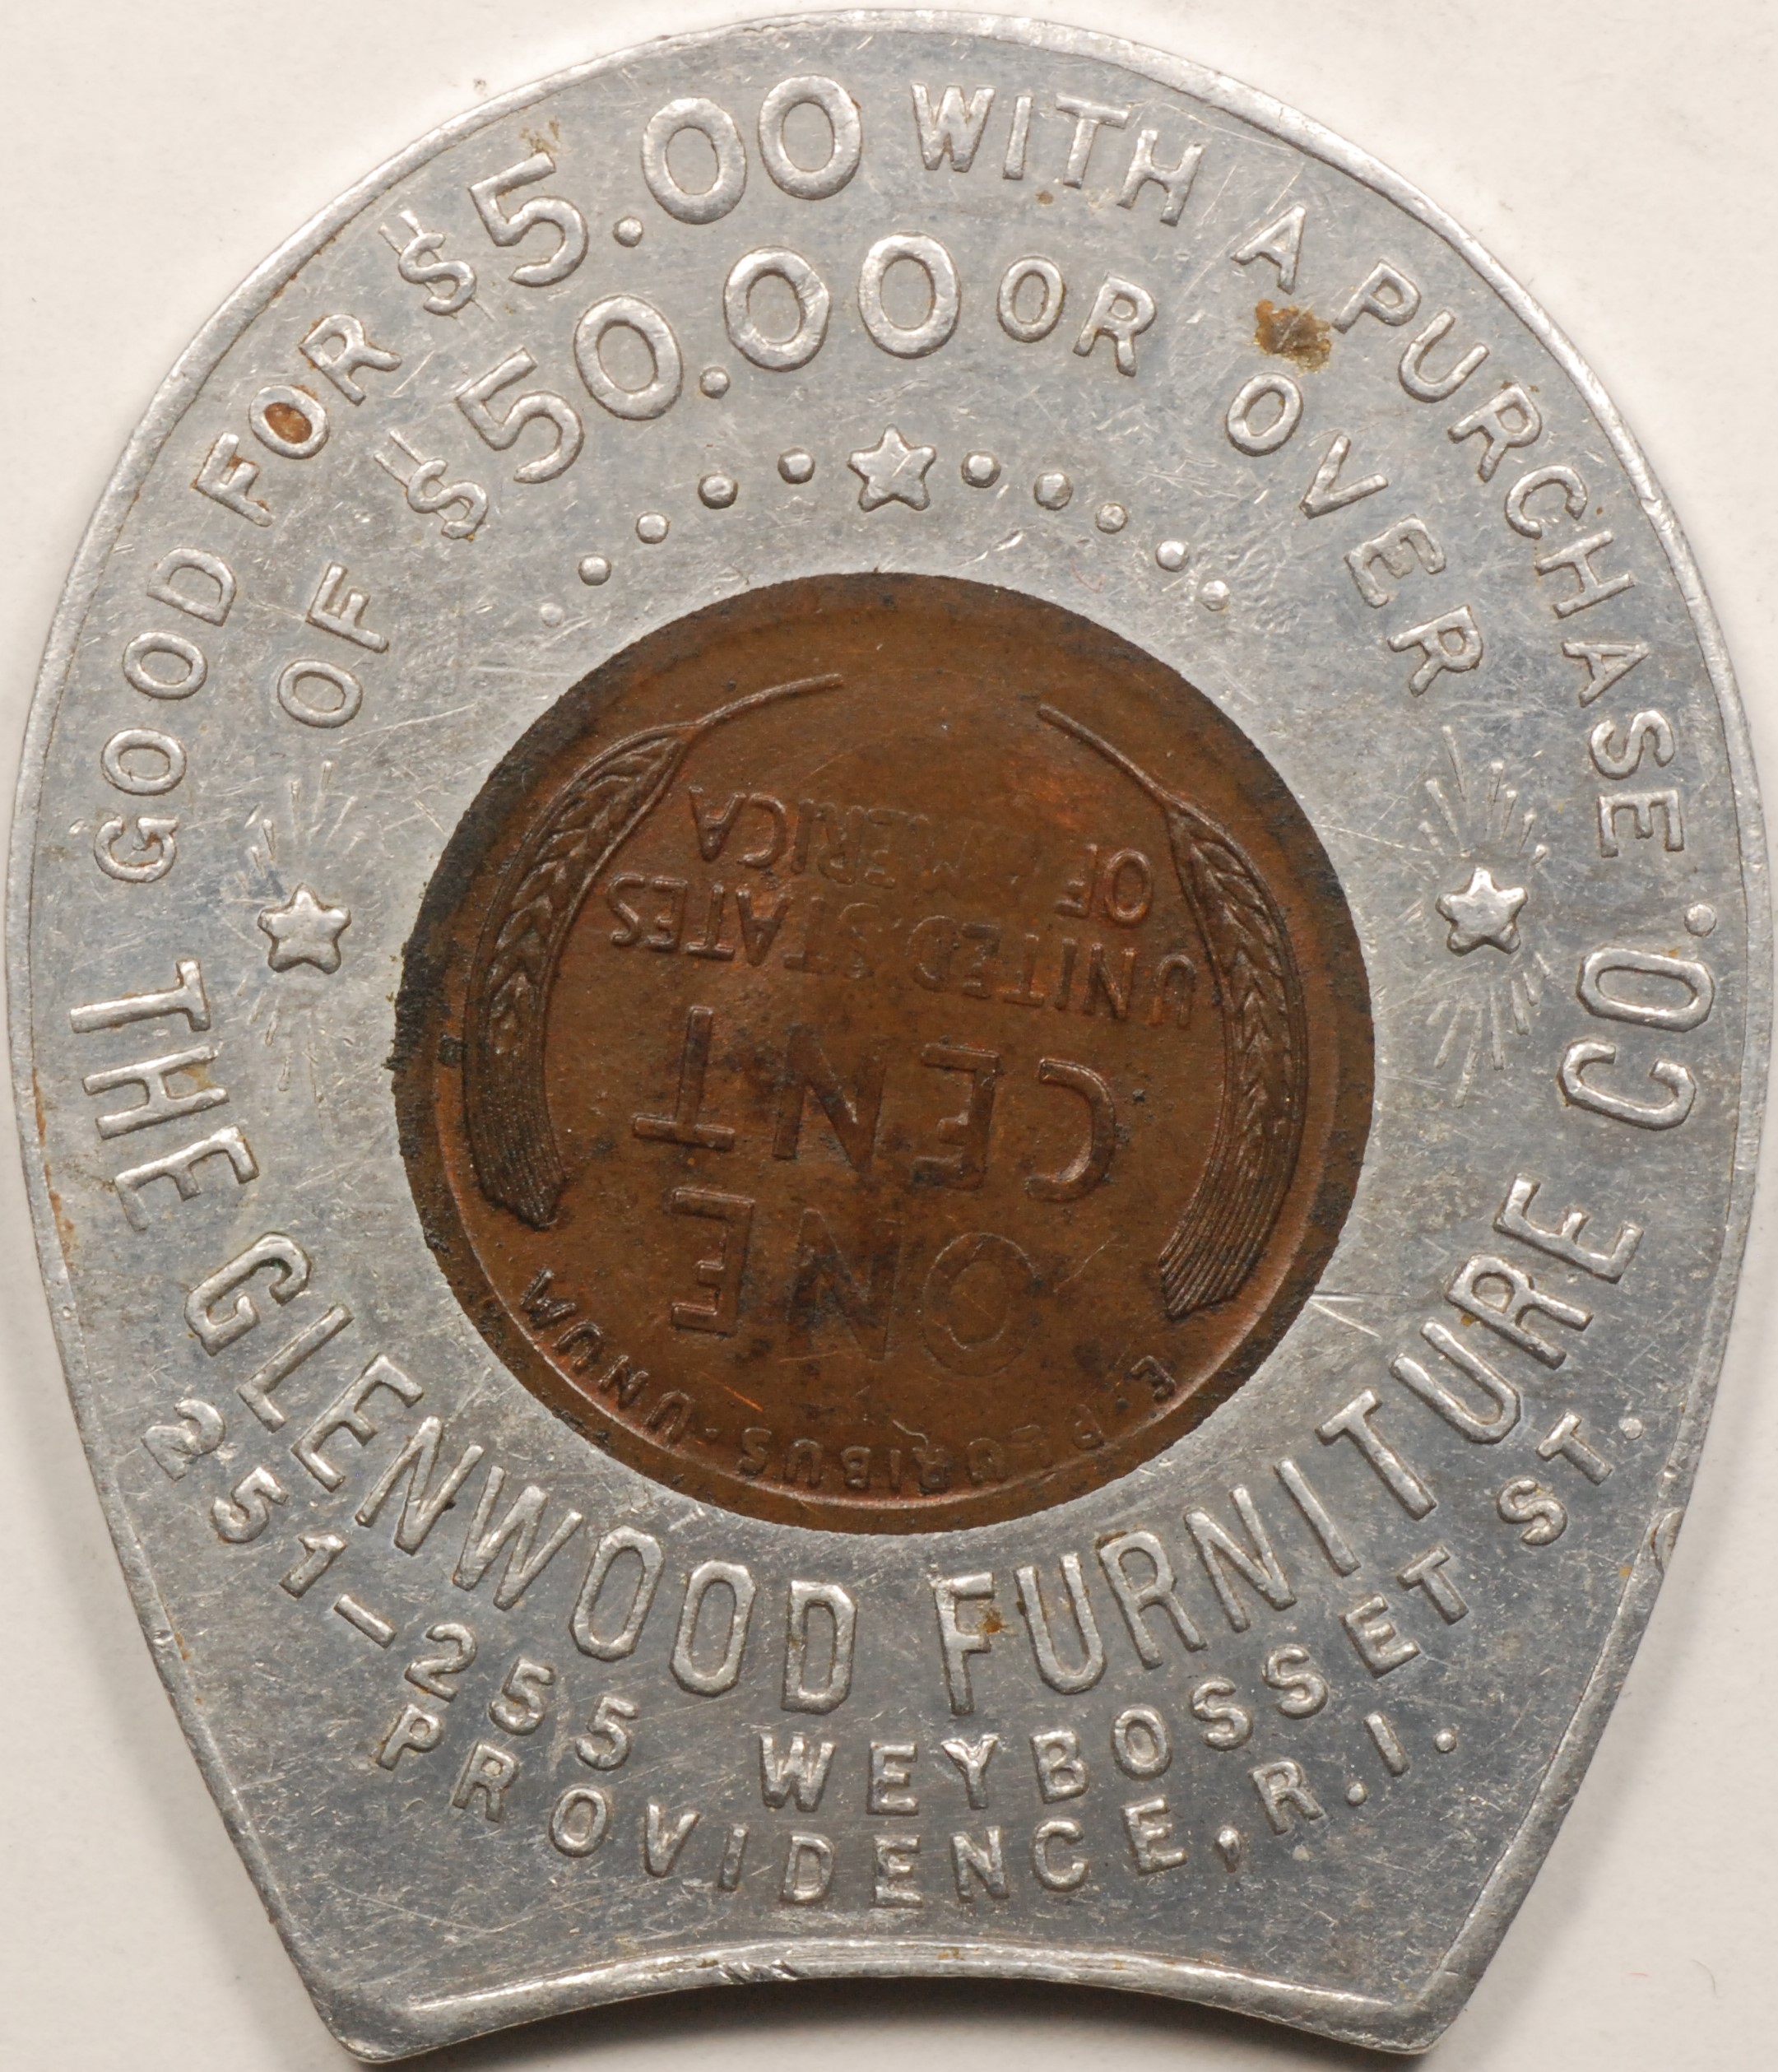 GOOD FOR $5.00 WITH A PURCHASE
OF $50.00 OR OVER
THE GLENWOOD FURNITURE CO.
251-255 WEYBOSSET ST.
PROVIDENCE, R.I.
E · PLURIBUS · UNUM
ONE
CENT
UNITED STATES
OF AMERICA